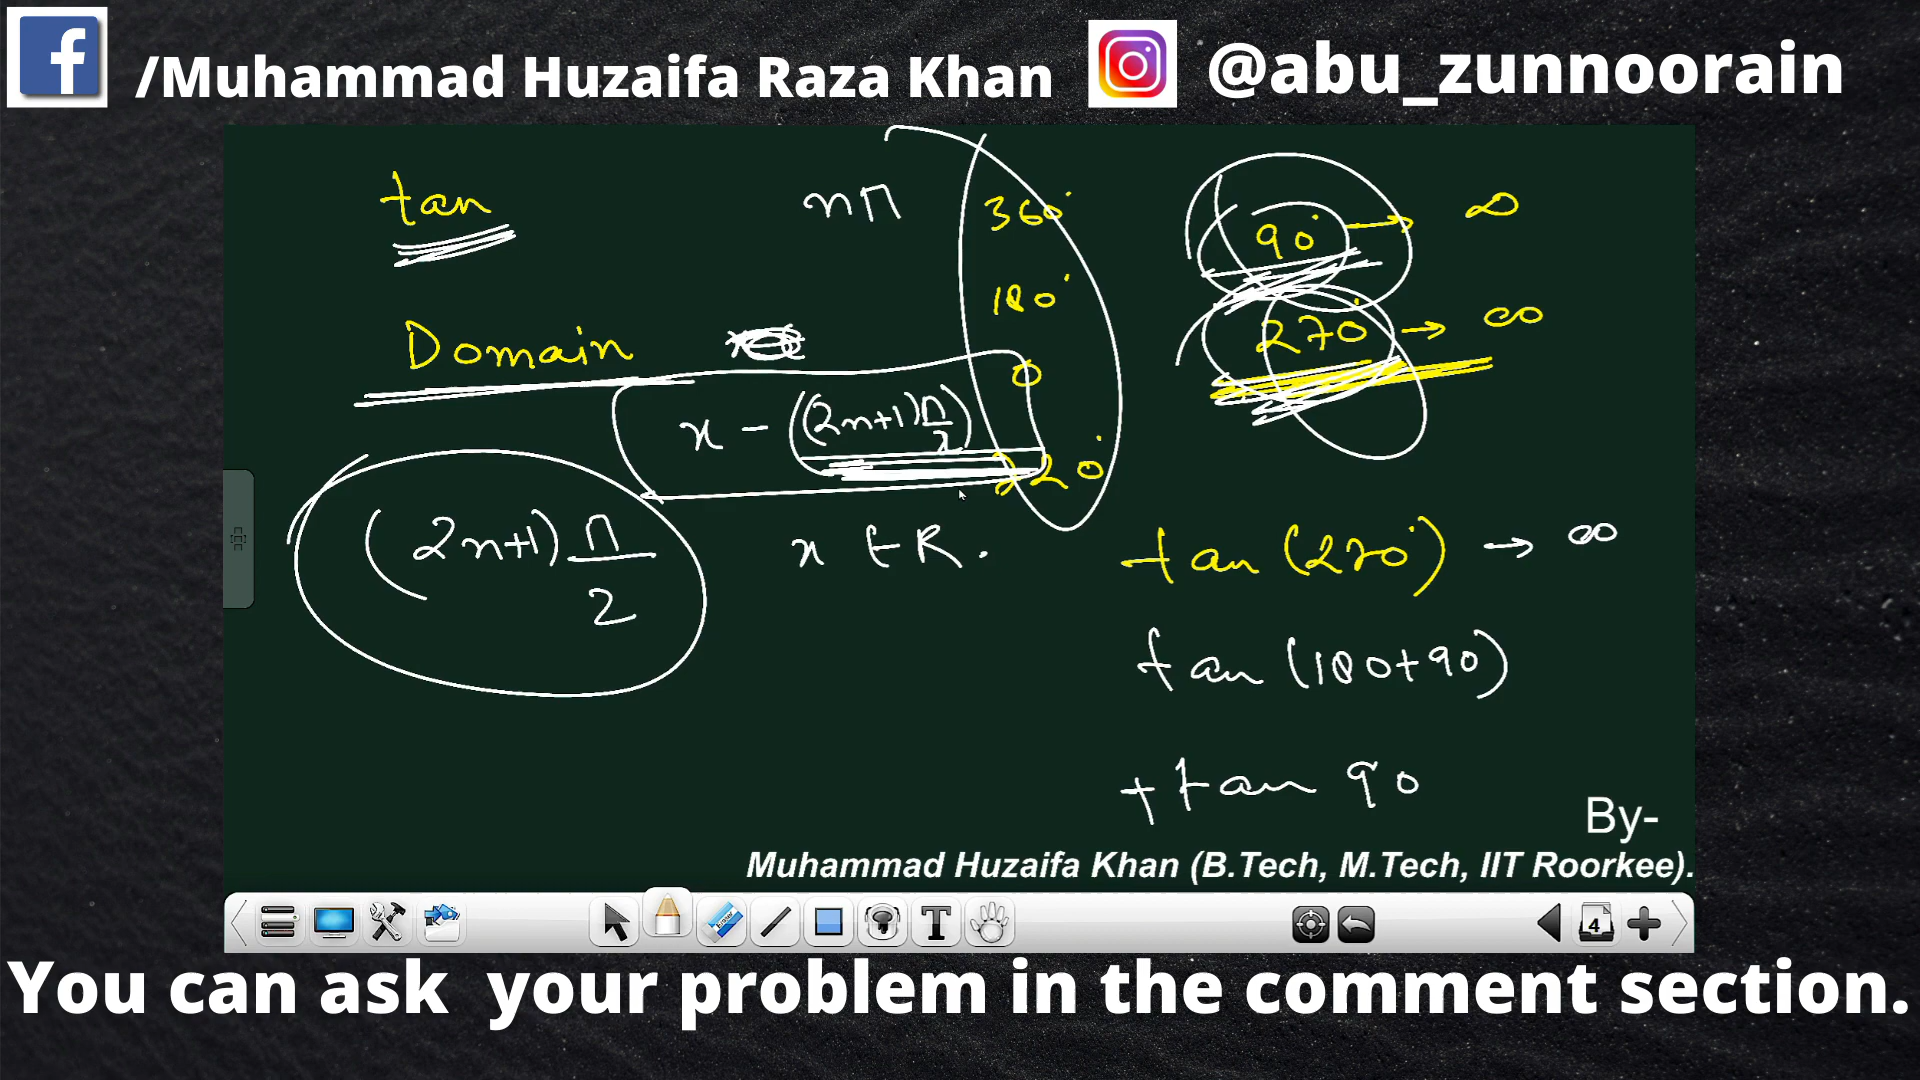 /Muhammad Huzaifa Raza Khan
@abu_zunnoorain
tan
nπ
360°
180°
0
90° → ∞
270° → ∞
Domain
x - ((2n+1)π/2)
(2n+1)π/2
x ∈ R.
tan (270°) → ∞
tan (180+90)
+tan 90
By-
Muhammad Huzaifa Khan (B.Tech, M.Tech, IIT Roorkee).
T
4
You can ask your problem in the comment section.